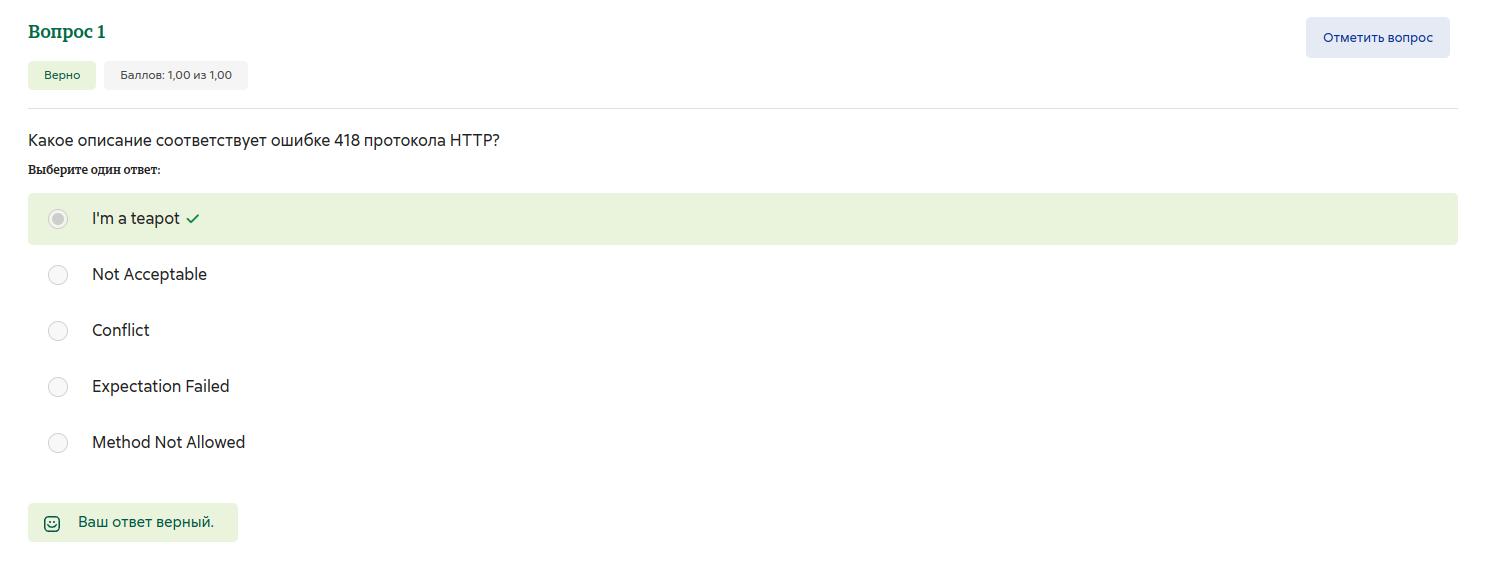 Вопрос 1
Отметить вопрос
Верно
Баллов: 1,00 из 1,00
Какое описание соответствует ошибке 418 протокола HTTP?
Выберите один ответ:
I'm a teapot
Not Acceptable
Conflict
Expectation Failed
Method Not Allowed
Ваш ответ верный.